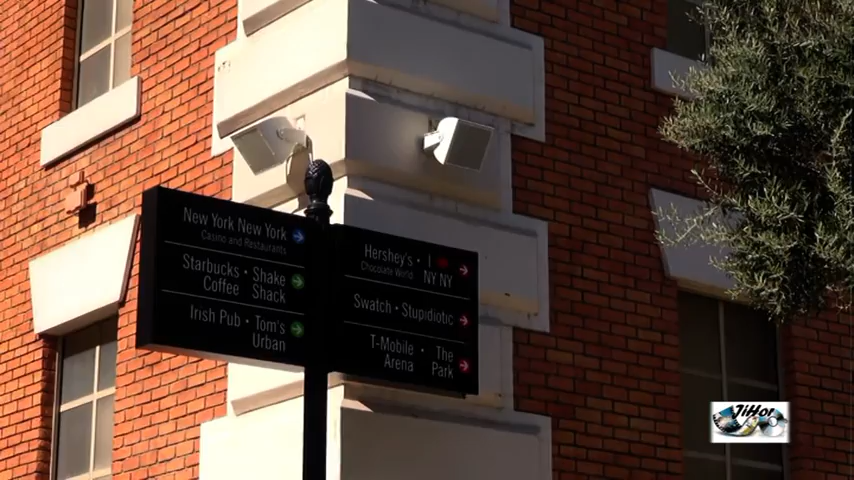 New York New York
Casino and Restaurants
Starbucks • Shake
Coffee Shack
Irish Pub • Tom's
Urban
Hershey's • I
Chocolate World NY NY
Swatch • Stupidiotic
T-Mobile • The
Arena Park
JiHor